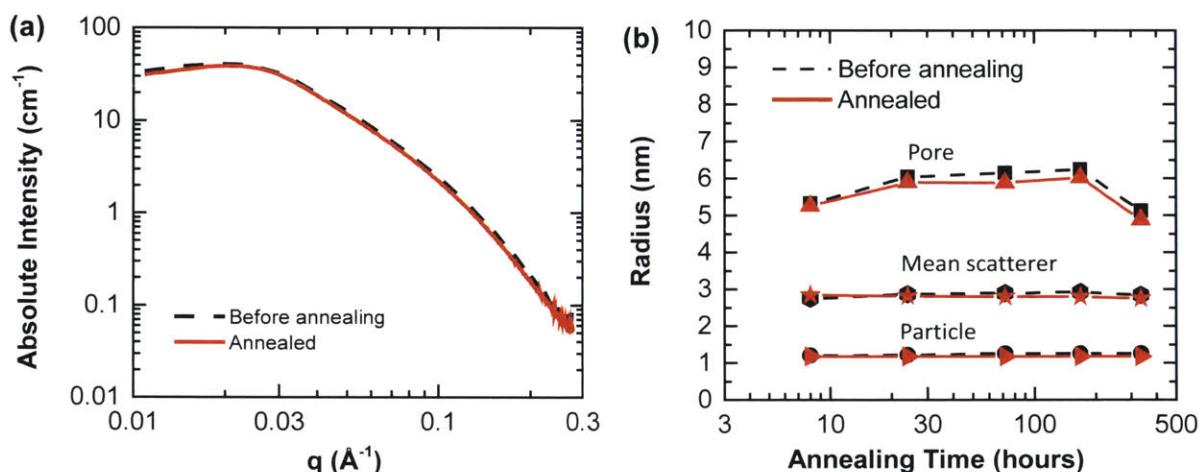 (a)
Absolute Intensity (cm⁻¹)
100
10
1
0.1
0.01
Before annealing
Annealed
0.01
0.03
0.1
0.3
q (Å⁻¹)
(b)
Radius (nm)
10
9
8
7
6
5
4
3
2
1
0
Before annealing
Annealed
Pore
Mean scatterer
Particle
3
10
30
100
500
Annealing Time (hours)